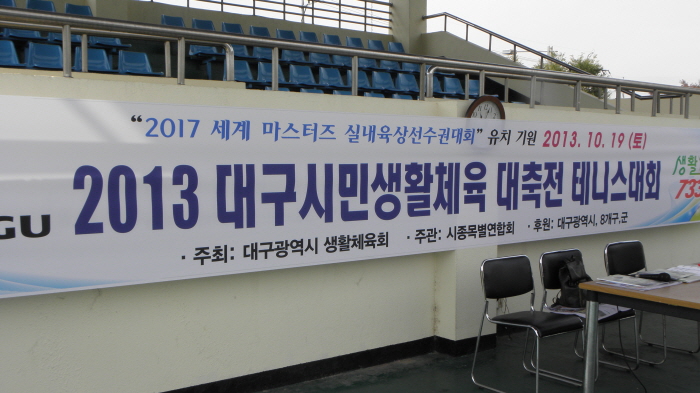 “2017 세계 마스터즈 실내육상선수권대회” 유치 기원 2013. 10. 19 (토)
GU 2013 대구시민생활체육 대축전 테니스대회
생활
733
· 주최: 대구광역시 생활체육회 · 주관: 시종목별연합회 · 후원: 대구광역시, 8개구,군